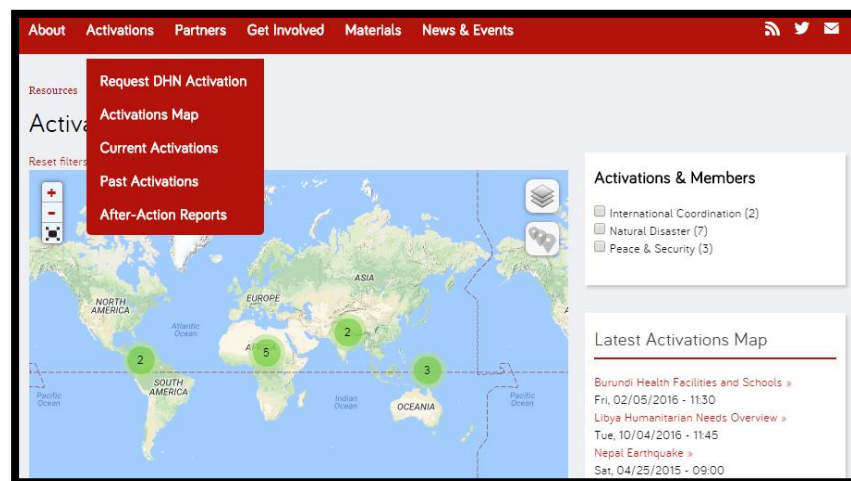 About Activations Partners Get Involved Materials News & Events
Request DHN Activation
Activations Map
Current Activations
Past Activations
After-Action Reports
Resources
Activ
Reset filters
NORTH
AMERICA
Atlantic
Ocean
EUROPE
ASIA
2
5
2
3
SOUTH
AMERICA
Pacific
Ocean
Indian
Ocean
OCEANIA
Pacific
Ocean
Activations & Members
International Coordination (2)
Natural Disaster (7)
Peace & Security (3)
Latest Activations Map
Burundi Health Facilities and Schools »
Fri, 02/05/2016 - 11:30
Libya Humanitarian Needs Overview »
Tue, 10/04/2016 - 11:45
Nepal Earthquake »
Sat, 04/25/2015 - 09:00